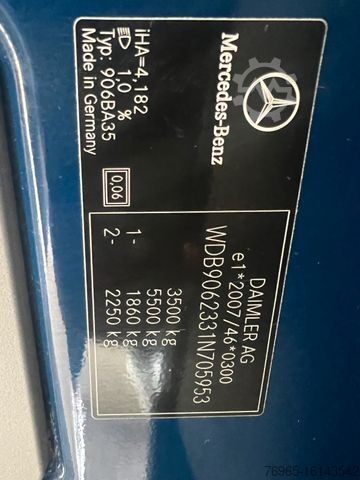 Mercedes-Benz
iHA=4,182
1,0 %
Typ: 906BA35
Made in Germany
0,06
DAIMLER AG
e1*2007/46*0300
WDB9062331N705953
3500 kg
5500 kg
1- 1860 kg
2- 2250 kg
76965-16143542